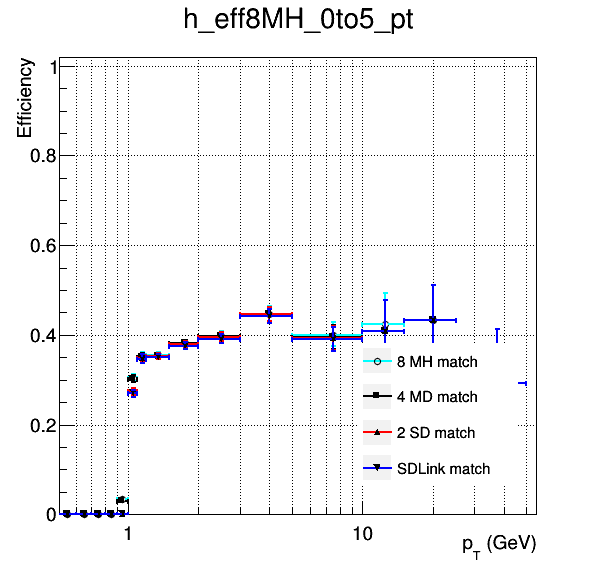 h_eff8MH_0to5_pt
Efficiency
1
0.8
0.6
0.4
0.2
0
8 MH match
4 MD match
2 SD match
SDLink match
1
10
p_T (GeV)